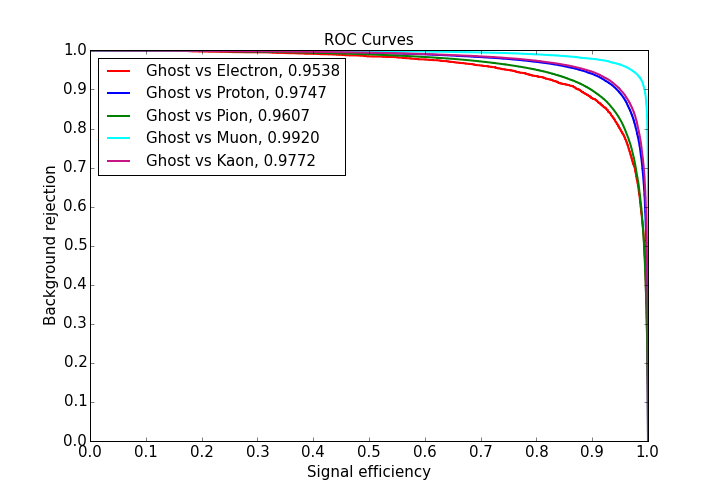 ROC Curves
1.0
0.9
0.8
0.7
0.6
0.5
0.4
0.3
0.2
0.1
0.0
Background rejection
Ghost vs Electron, 0.9538
Ghost vs Proton, 0.9747
Ghost vs Pion, 0.9607
Ghost vs Muon, 0.9920
Ghost vs Kaon, 0.9772
0.0 0.1 0.2 0.3 0.4 0.5 0.6 0.7 0.8 0.9 1.0
Signal efficiency